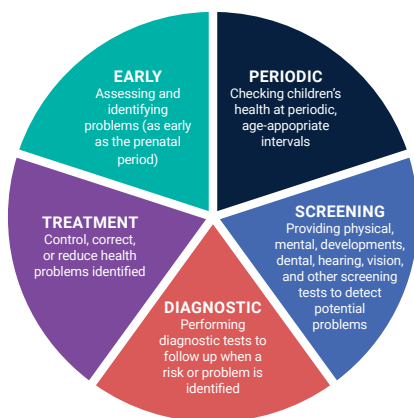 EARLY
Assessing and
identifying
problems (as early
as the prenatal
period)
PERIODIC
Checking children's
health at periodic,
age-appopriate
intervals
SCREENING
Providing physical,
mental, developments,
dental, hearing, vision,
and other screening
tests to detect
potential
problems
DIAGNOSTIC
Performing
diagnostic tests to
follow up when a
risk or problem is
identified
TREATMENT
Control, correct,
or reduce health
problems identified